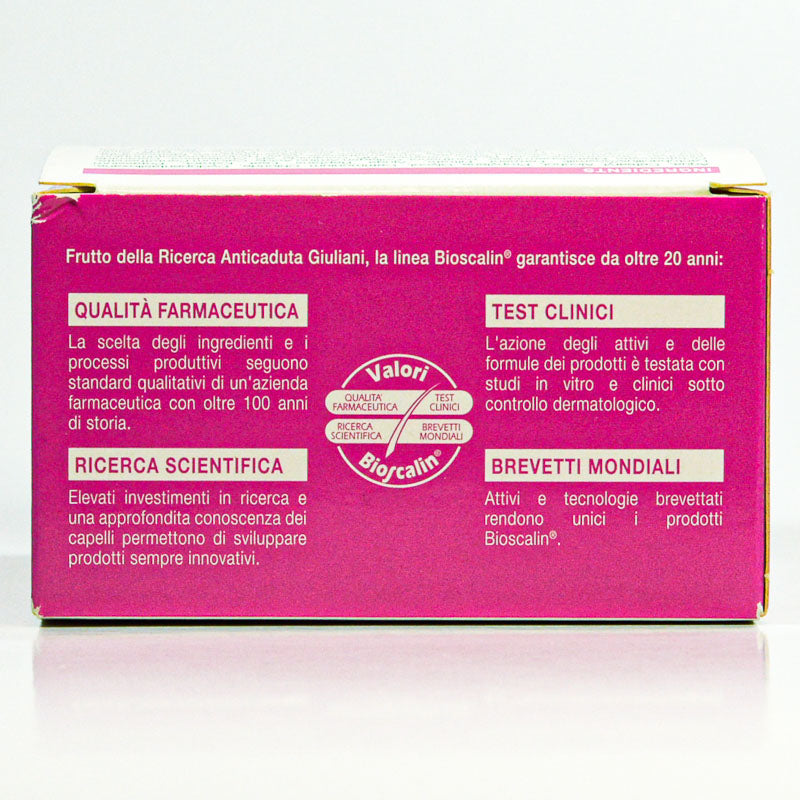 INGREDIENTS
Frutto della Ricerca Anticaduta Giuliani, la linea Bioscalin® garantisce da oltre 20 anni:
QUALITÀ FARMACEUTICA
La scelta degli ingredienti e i
processi produttivi seguono
standard qualitativi di un'azienda
farmaceutica con oltre 100 anni
di storia.
RICERCA SCIENTIFICA
Elevati investimenti in ricerca e
una approfondita conoscenza dei
capelli permettono di sviluppare
prodotti sempre innovativi.
Valori
QUALITÀ
FARMACEUTICA
TEST
CLINICI
RICERCA
SCIENTIFICA
BREVETTI
MONDIALI
Bioscalin®
TEST CLINICI
L'azione degli attivi e delle
formule dei prodotti è testata con
studi in vitro e clinici sotto
controllo dermatologico.
BREVETTI MONDIALI
Attivi e tecnologie brevettati
rendono unici i prodotti
Bioscalin®.